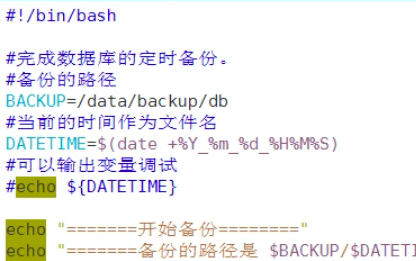 #!/bin/bash
#完成数据库的定时备份。
#备份的路径
BACKUP=/data/backup/db
#当前的时间作为文件名
DATETIME=$(date +%Y_%m_%d_%H%M%S)
#可以输出变量调试
#echo ${DATETIME}
echo "=======开始备份========"
echo "=======备份的路径是 $BACKUP/$DATETI